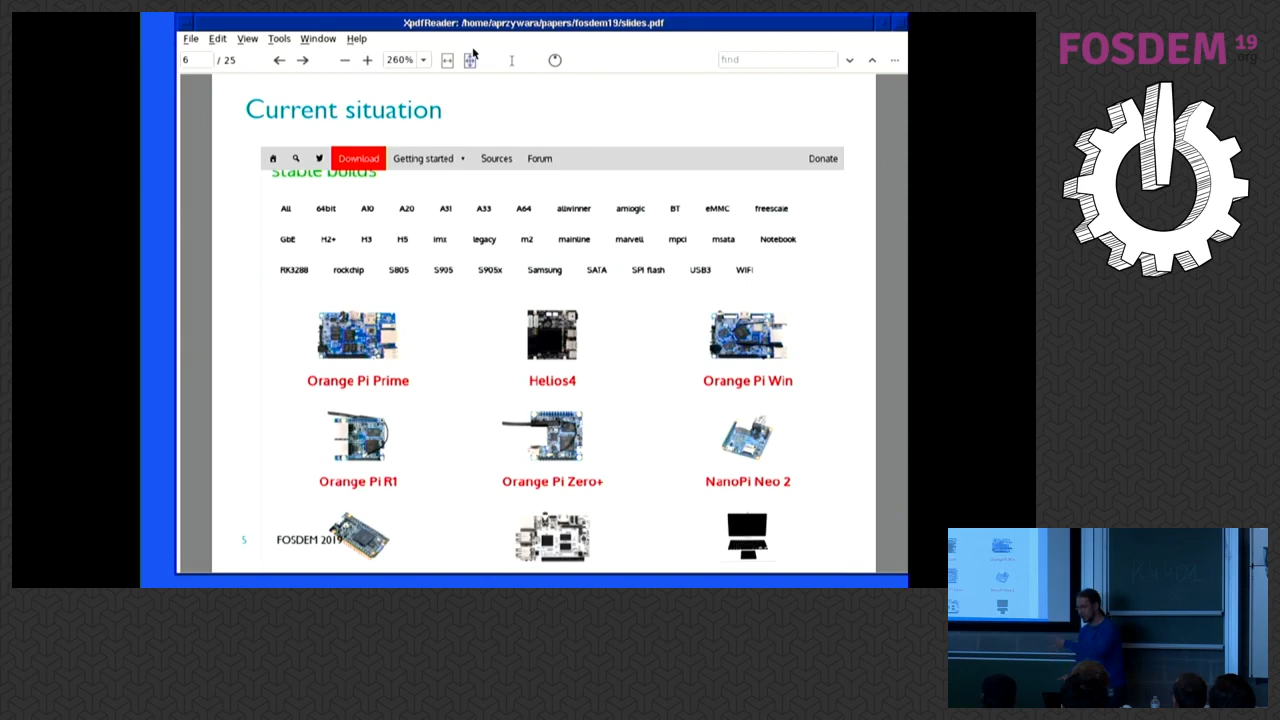 XpdfReader: /home/aprzywara/papers/fosdem19/slides.pdf
File Edit View Tools Window Help
6 / 25 260% find
FOSDEM 19
.org
Current situation
Download Getting started Sources Forum Donate
stable builds
All 64bit A10 A20 A31 A33 A64 allwinner amlogic BT eMMC freescale
GbE H2+ H3 H5 imx legacy m2 mainline marvell mpci msata Notebook
RK3288 rockchip S805 S905 S905x Samsung SATA SPI flash USB3 WIFI
Orange Pi Prime Helios4 Orange Pi Win
Orange Pi R1 Orange Pi Zero+ NanoPi Neo 2
5 FOSDEM 2019